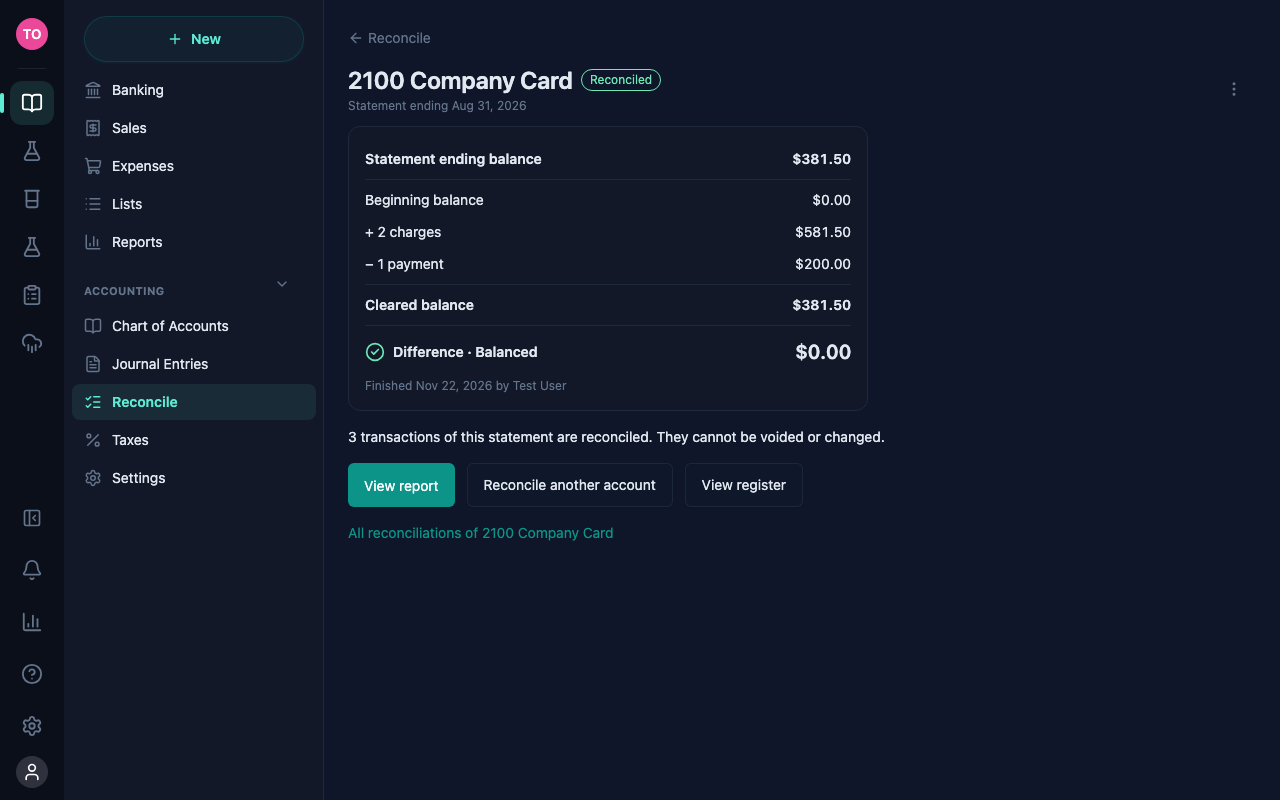 TO
New
Banking
Sales
Expenses
Lists
Reports
ACCOUNTING
Chart of Accounts
Journal Entries
Reconcile
Taxes
Settings
Reconcile
2100 Company Card Reconciled
Statement ending Aug 31, 2026
Statement ending balance $381.50
Beginning balance $0.00
+ 2 charges $581.50
− 1 payment $200.00
Cleared balance $381.50
Difference · Balanced $0.00
Finished Nov 22, 2026 by Test User
3 transactions of this statement are reconciled. They cannot be voided or changed.
View report Reconcile another account View register
All reconciliations of 2100 Company Card